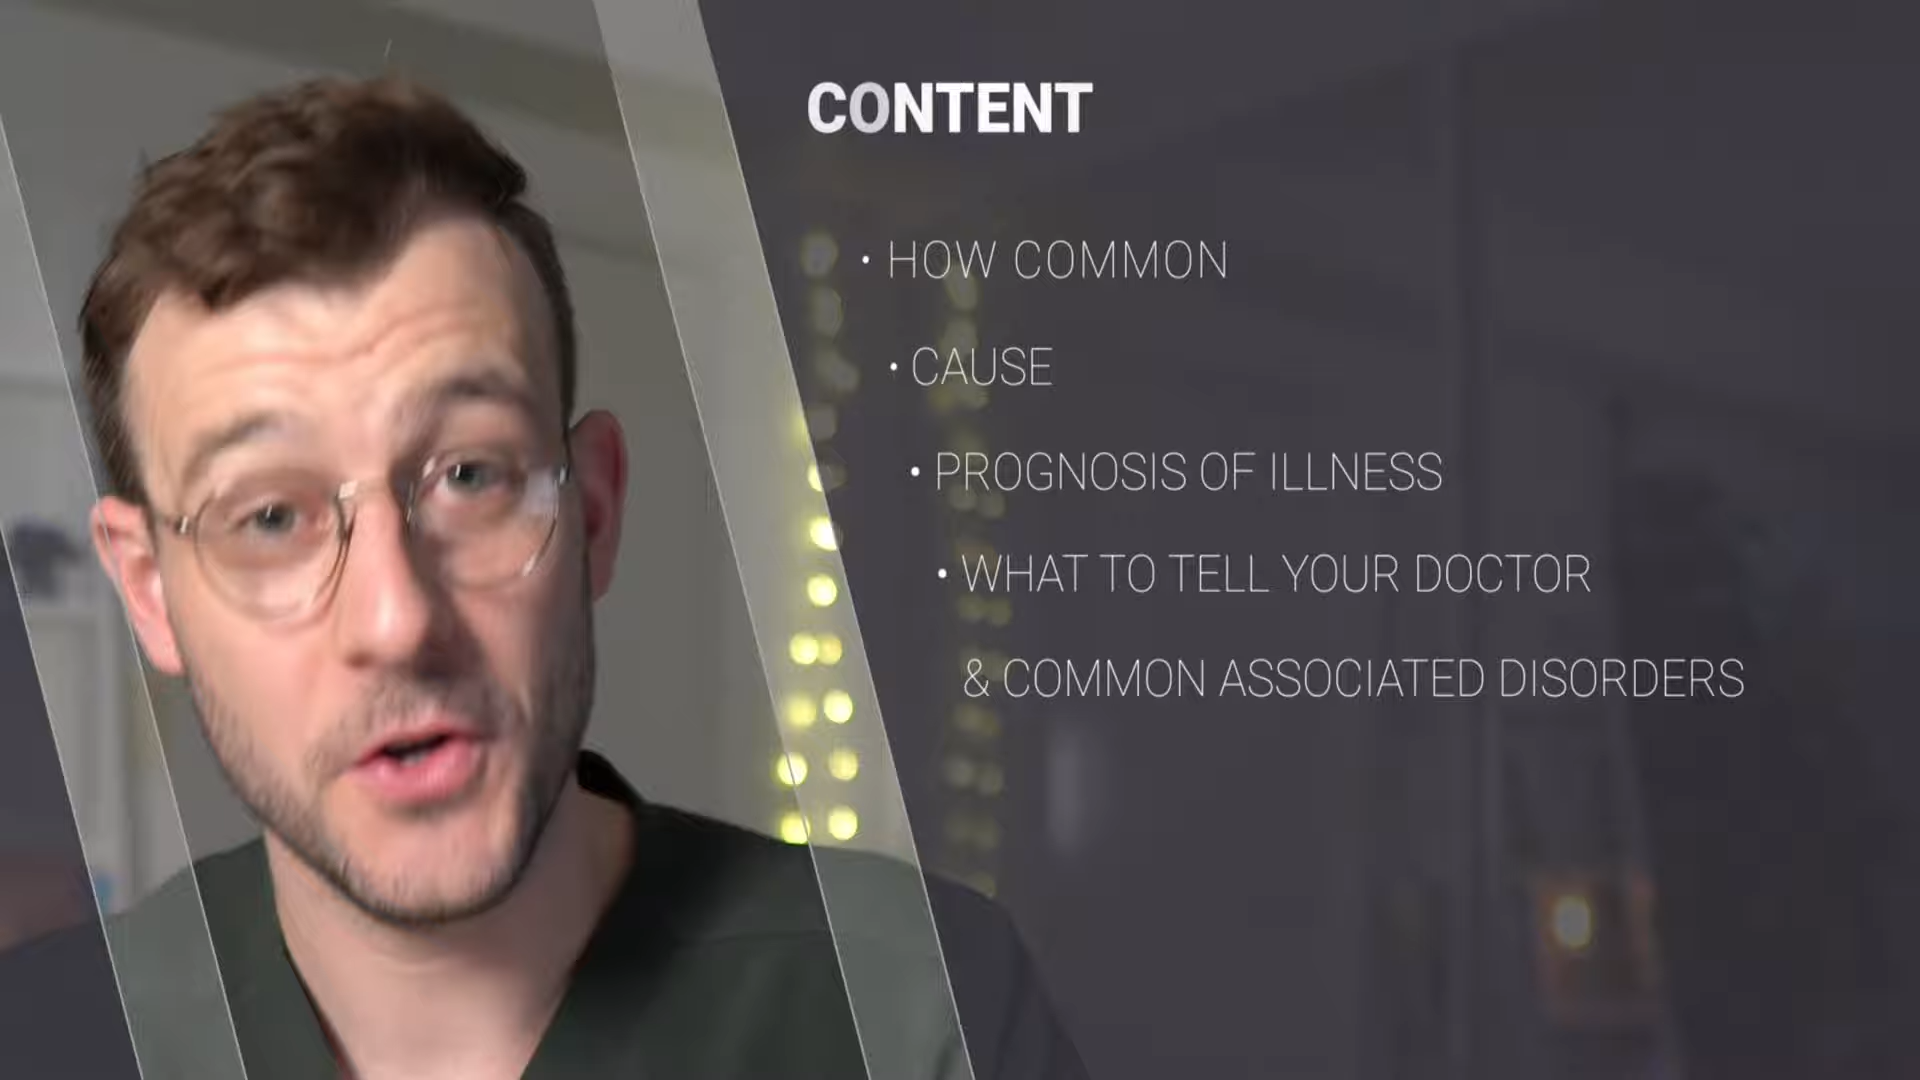 CONTENT
• HOW COMMON
• CAUSE
• PROGNOSIS OF ILLNESS
• WHAT TO TELL YOUR DOCTOR
& COMMON ASSOCIATED DISORDERS